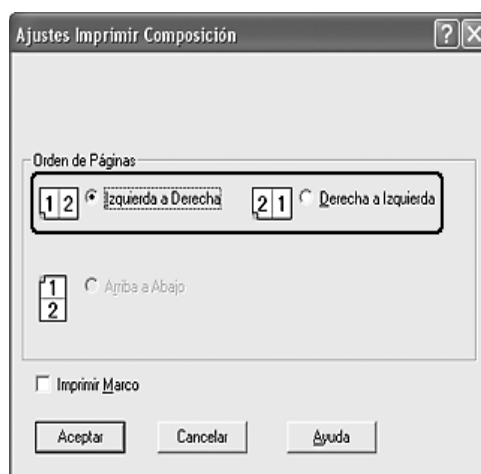 Ajustes Imprimir Composición
Orden de Páginas
1 2 Izquierda a Derecha 2 1 Derecha a Izquierda
1 Arriba a Abajo
2
Imprimir Marco
Aceptar Cancelar Ayuda